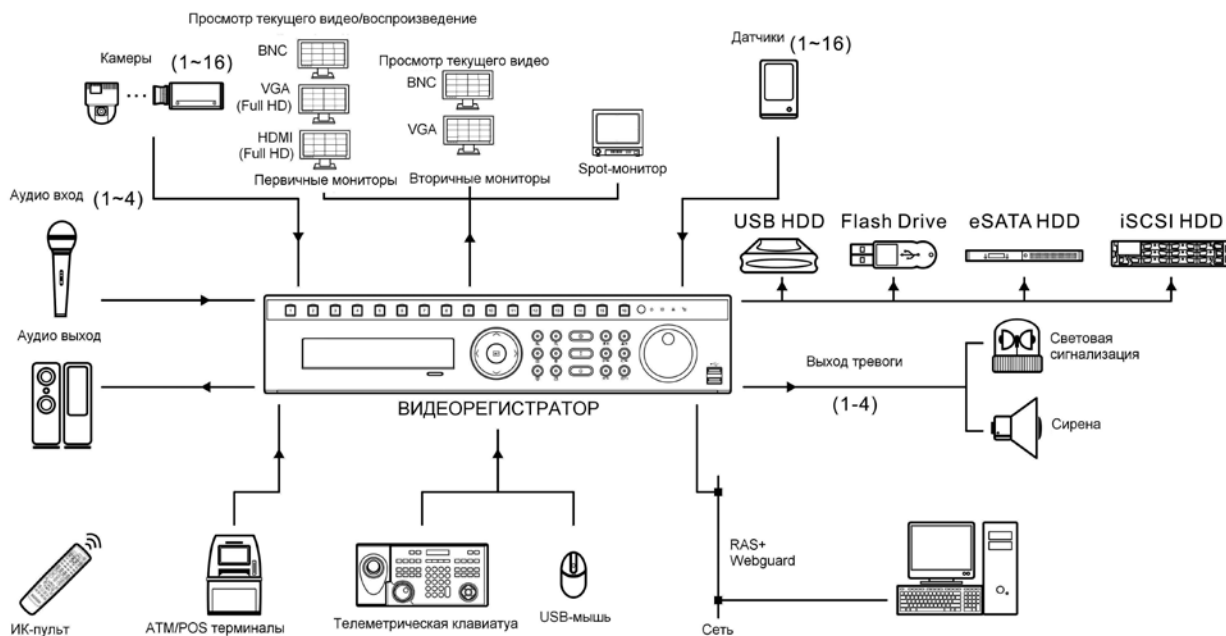 Просмотр текущего видео/воспроизведение
Камеры (1~16)
BNC
VGA
(Full HD)
HDMI
(Full HD)
Первичные мониторы
Просмотр текущего видео
BNC
VGA
Вторичные мониторы
Spot-монитор
Датчики (1~16)
Аудио вход (1~4)
USB HDD
Flash Drive
eSATA HDD
iSCSI HDD
Аудио выход
ВИДЕОРЕГИСТРАТОР
Выход тревоги
(1-4)
Световая
сигнализация
Сирена
RAS+
Webguard
ИК-пульт
ATM/POS терминалы
Телеметрическая клавиатуа
USB-мышь
Сеть